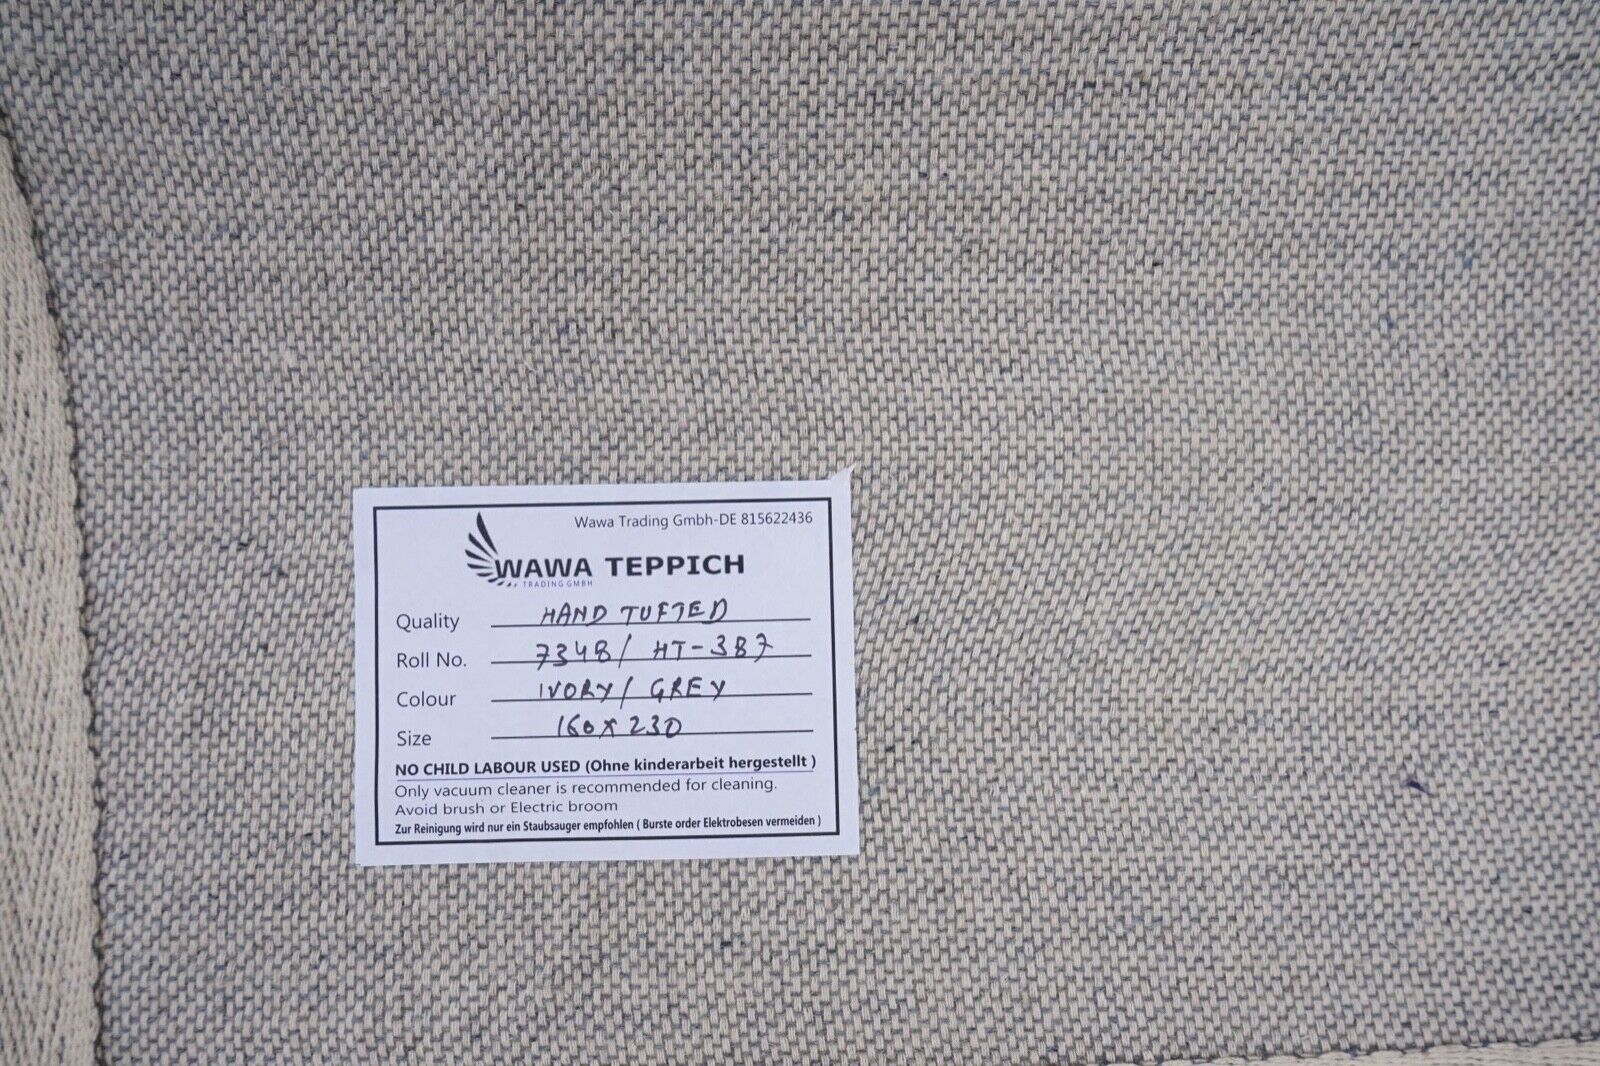 Wawa Trading Gmbh-DE 815622436
WAWA TEPPICH
TRADING GMBH
Quality HAND TUFTED
Roll No. 7348/ HT-387
Colour IVORY/ GREY
Size 160x230
NO CHILD LABOUR USED (Ohne kinderarbeit hergestellt )
Only vacuum cleaner is recommended for cleaning.
Avoid brush or Electric broom
Zur Reinigung wird nur ein Staubsauger empfohlen ( Burste order Elektrobesen vermeiden )